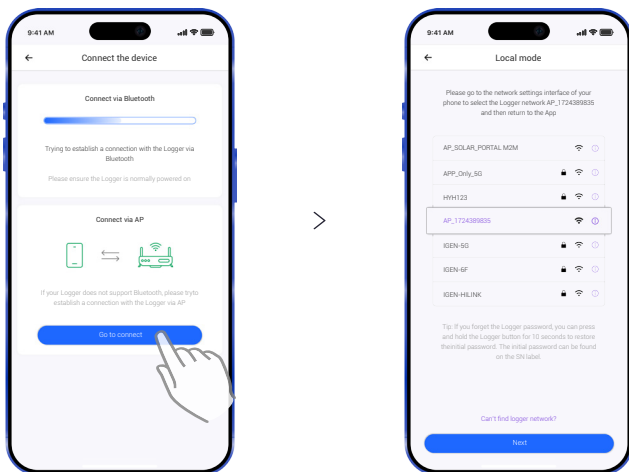 9:41 AM
Connect the device
Connect via Bluetooth
Trying to establish a connection with the Logger via
Bluetooth
Please ensure the Logger is normally powered on
Connect via AP
If your Logger does not support Bluetooth, please tryto
establish a connection with the Logger via AP
Go to connect
>
9:41 AM
Local mode
Please go to the network settings interface of your
phone to select the Logger network AP_1724389835
and then return to the App
AP_SOLAR_PORTAL M2M
APP_Only_5G
HYH123
AP_1724389835
IGEN-5G
IGEN-6F
IGEN-HILINK
Tip: If you forget the Logger password, you can press
and hold the Logger button for 10 seconds to restore
theinitial password. The initial password can be found
on the SN label
Can't find logger network?
Next